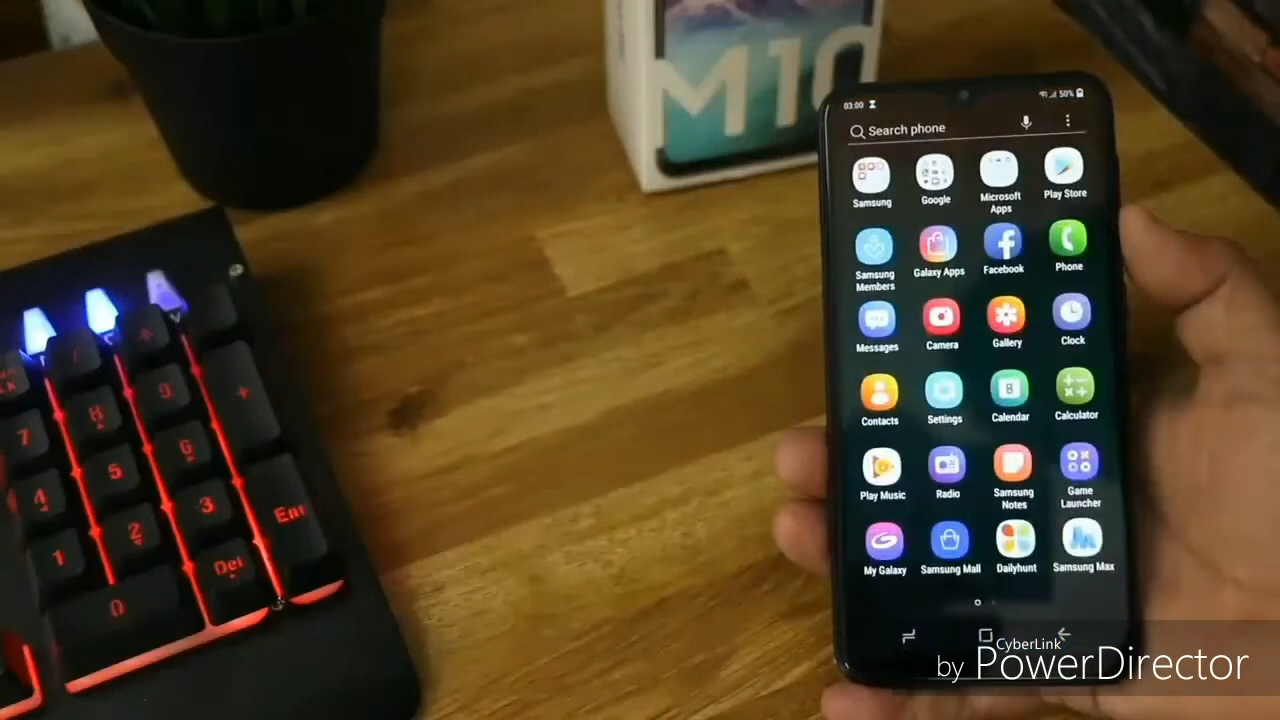 M10
03:00
50%
Search phone
Samsung
Google
Microsoft
Apps
Play Store
Samsung
Members
Galaxy Apps
Facebook
Phone
Messages
Camera
Gallery
Clock
Contacts
Settings
8
Calendar
Calculator
Play Music
Radio
Samsung
Notes
Game
Launcher
My Galaxy
Samsung Mall
Dailyhunt
Samsung Max
/
7
8
9
+
4
5
6
1
2
3
Ent
0
Del
CyberLink
by PowerDirector